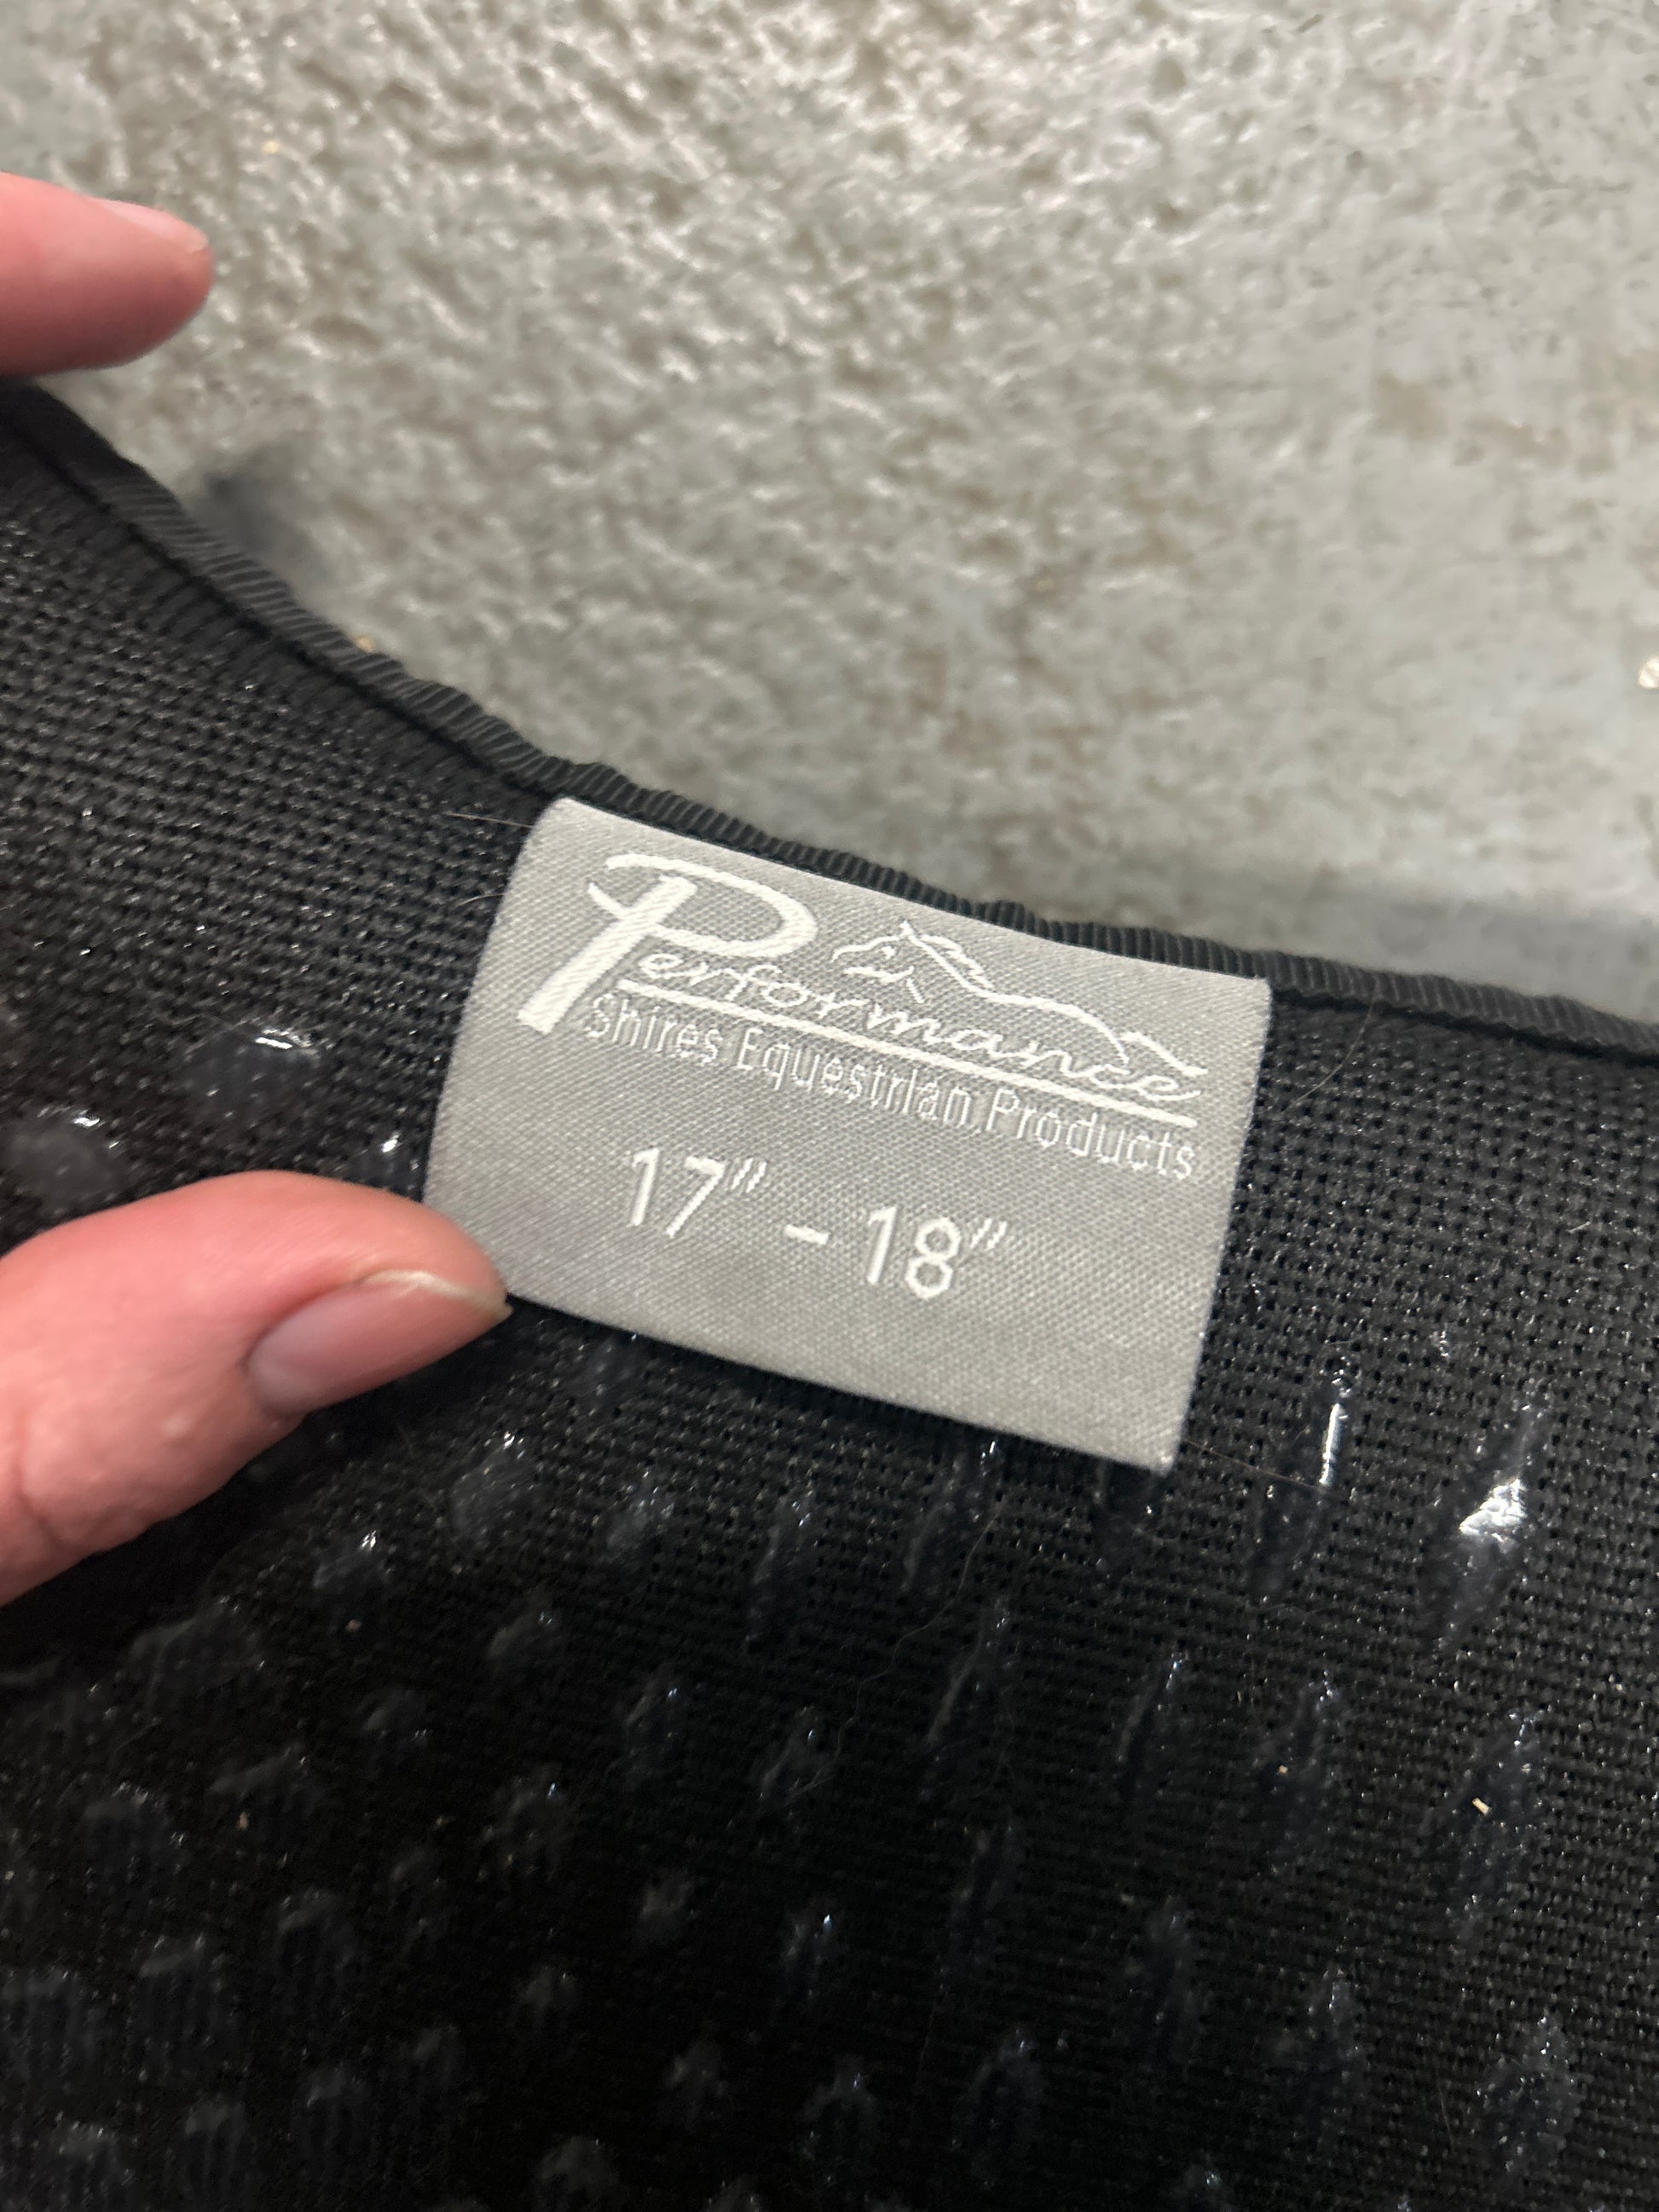 Performance
Shires Equestrian Products
17" - 18"